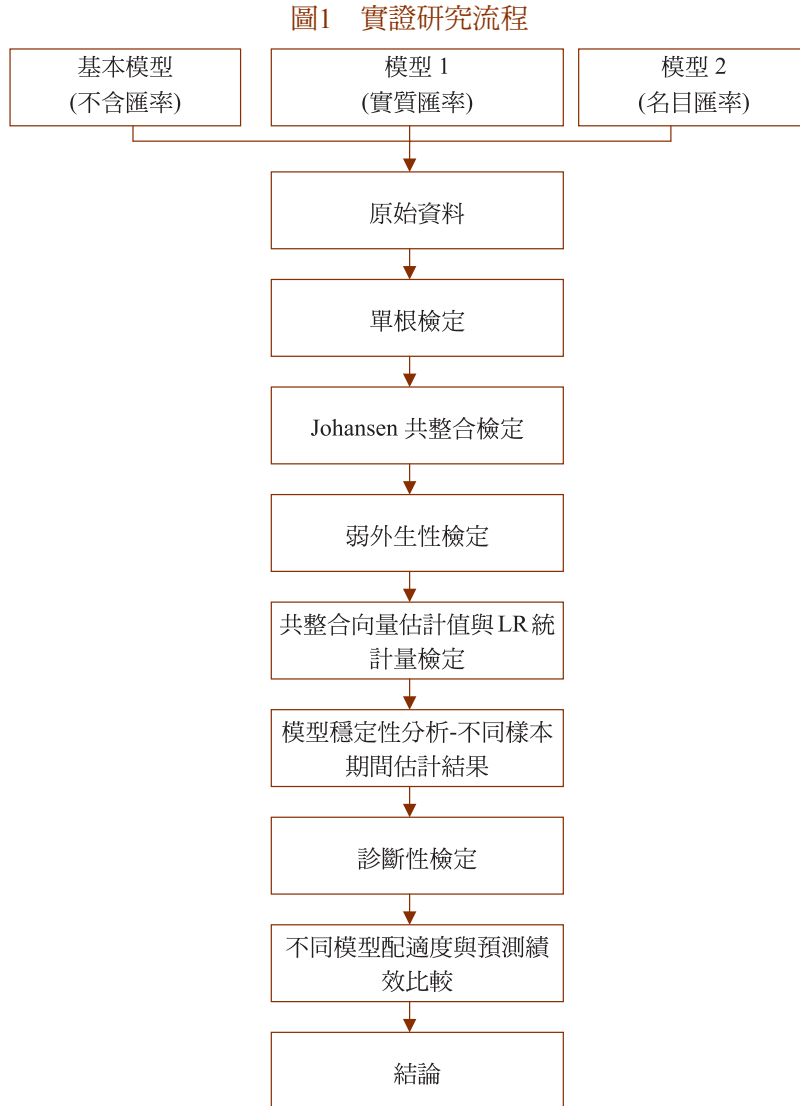 圖1　實證研究流程
基本模型
(不含匯率)
模型 1
(實質匯率)
模型 2
(名目匯率)
原始資料
單根檢定
Johansen 共整合檢定
弱外生性檢定
共整合向量估計值與LR統
計量檢定
模型穩定性分析-不同樣本
期間估計結果
診斷性檢定
不同模型配適度與預測績
效比較
結論